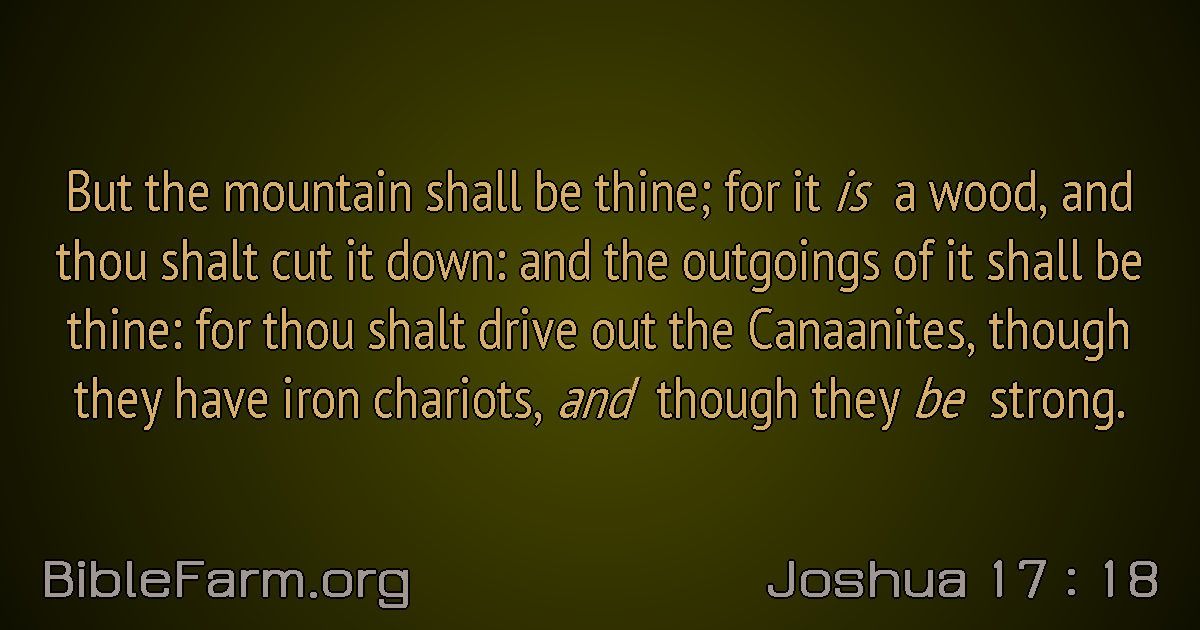 But the mountain shall be thine; for it is a wood, and
thou shalt cut it down: and the outgoings of it shall be
thine: for thou shalt drive out the Canaanites, though
they have iron chariots, and though they be strong.
BibleFarm.org
Joshua 17 : 18